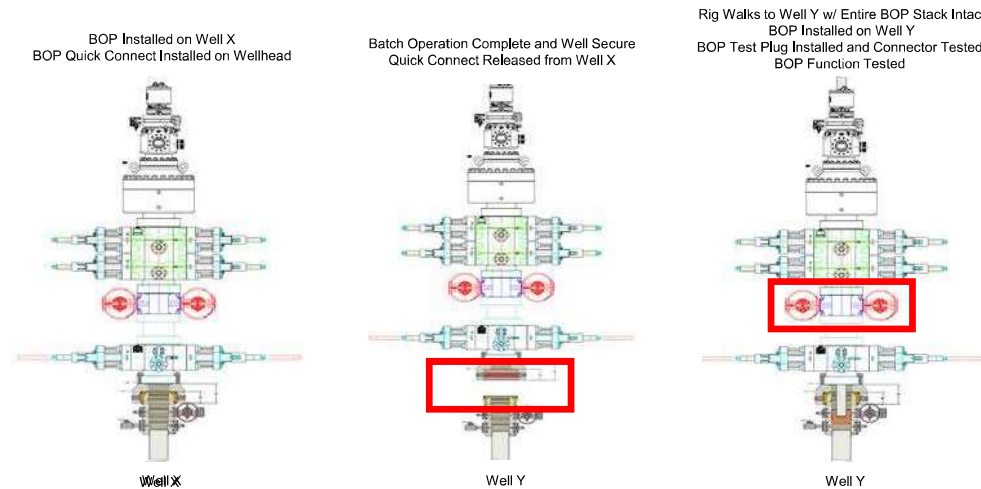 BOP Installed on Well X
BOP Quick Connect Installed on Wellhead
Batch Operation Complete and Well Secure
Quick Connect Released from Well X
Rig Walks to Well Y w/ Entire BOP Stack Intac
BOP Installed on Well Y
BOP Test Plug Installed and Connector Tested
BOP Function Tested
Well X
Well Y
Well Y